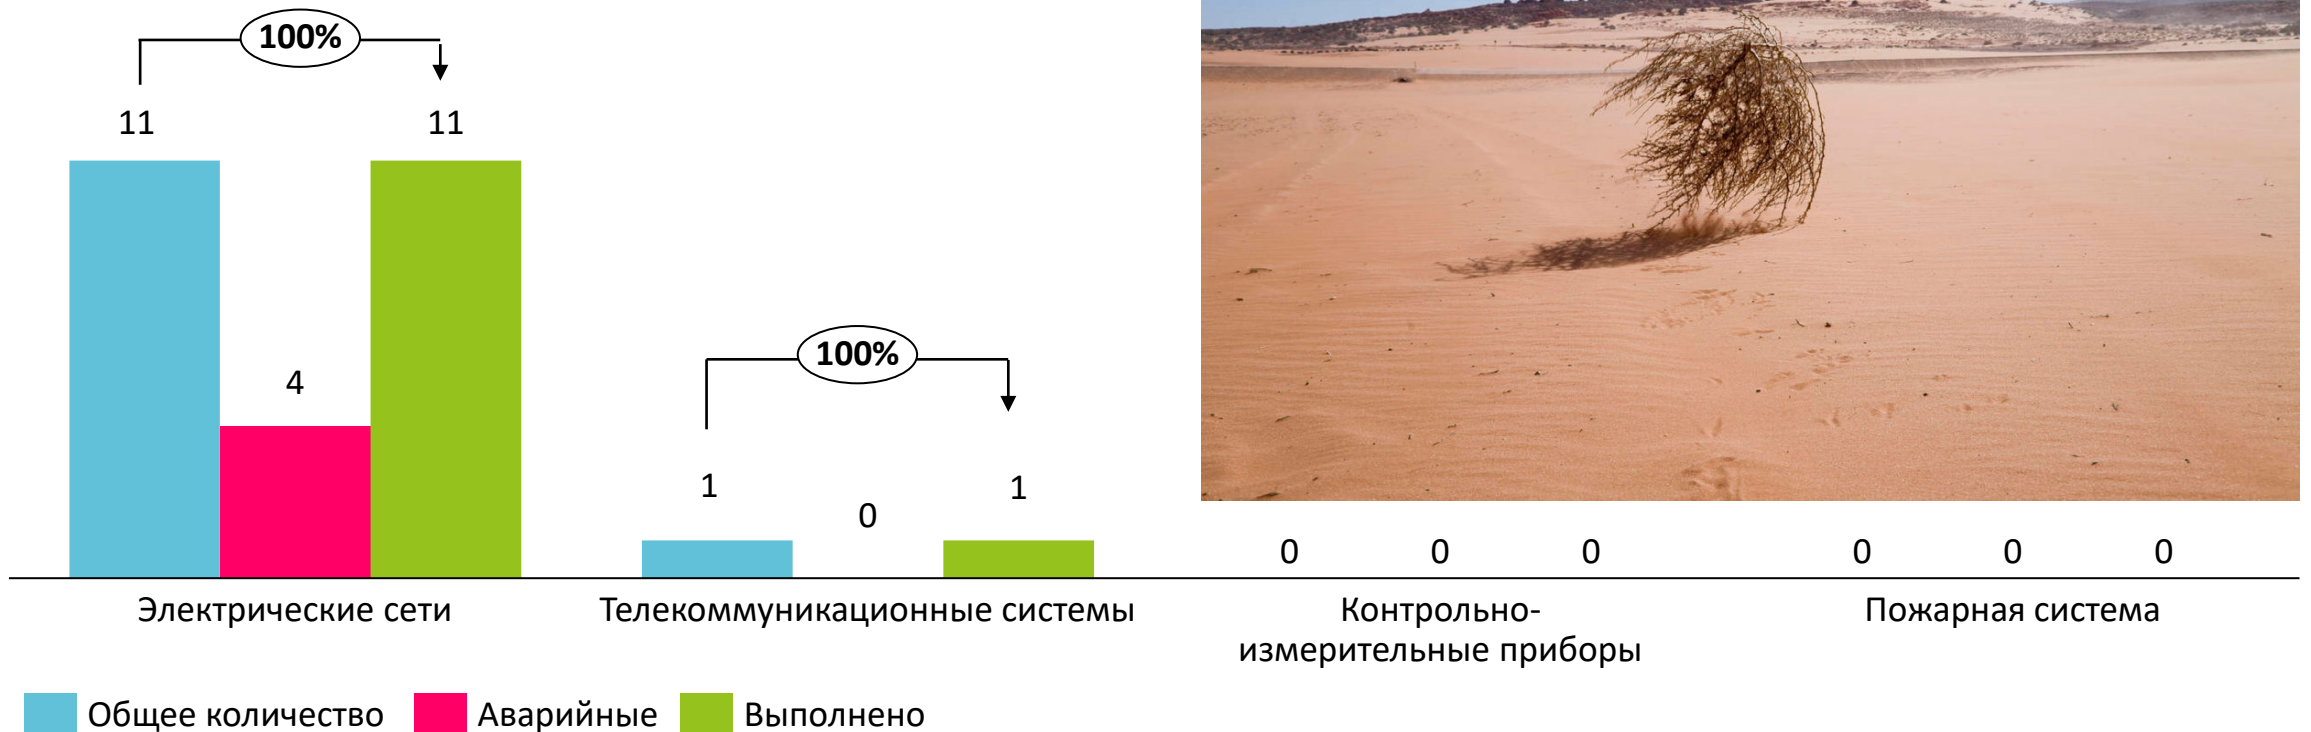 100%
11
11
4
100%
1
0
1
0 0 0 0 0 0
Электрические сети
Телекоммуникационные системы
Контрольно-
измерительные приборы
Пожарная система
Общее количество Аварийные Выполнено